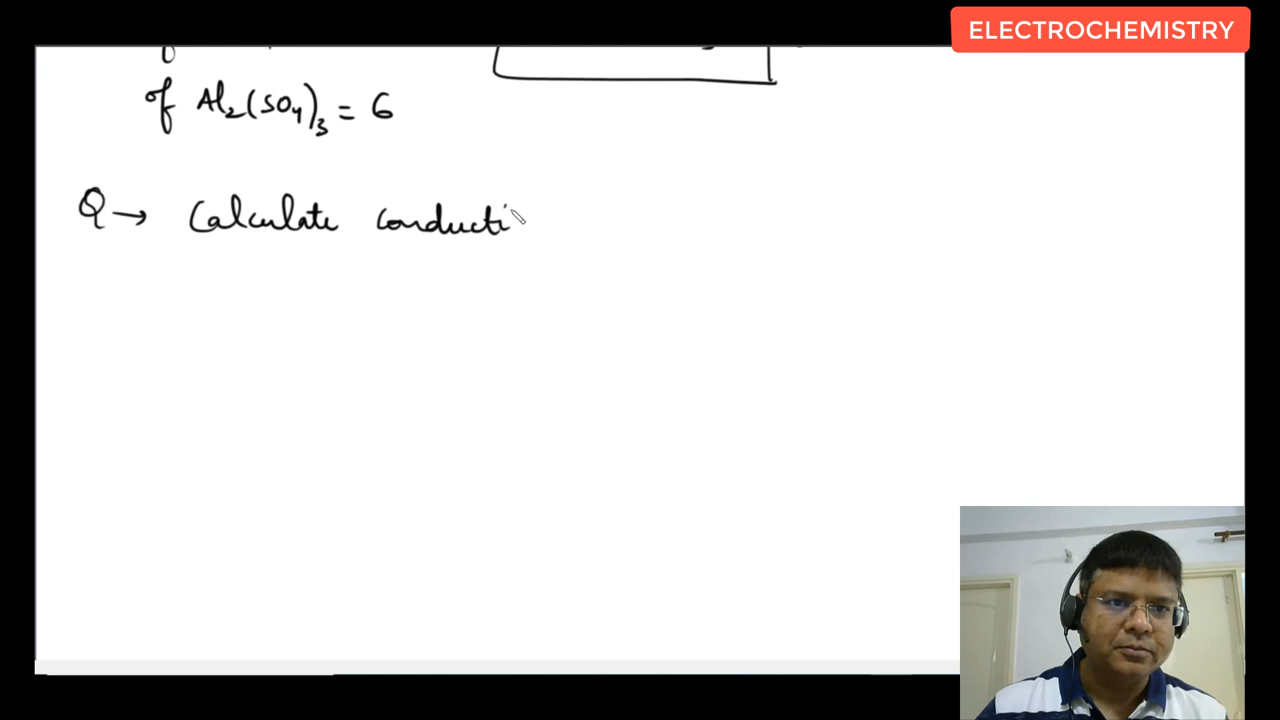 ELECTROCHEMISTRY
of Al₂(SO₄)₃ = 6
Q → Calculate conducti